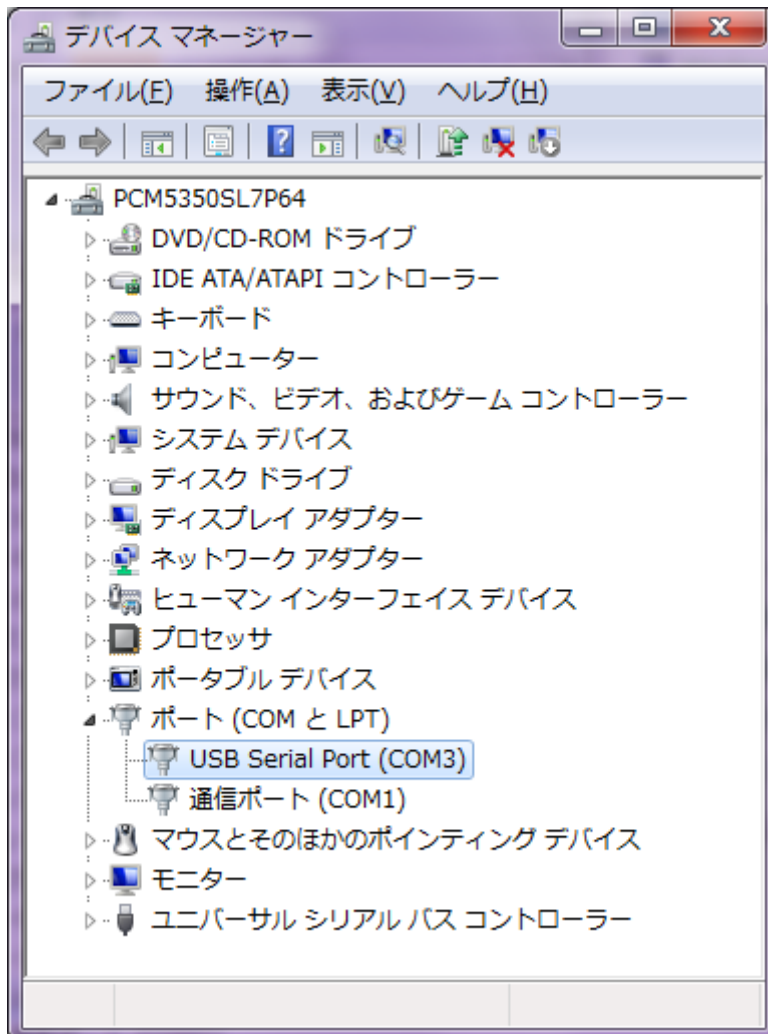 デバイス マネージャー
ファイル(F) 操作(A) 表示(V) ヘルプ(H)
PCM5350SL7P64
DVD/CD-ROM ドライブ
IDE ATA/ATAPI コントローラー
キーボード
コンピューター
サウンド、ビデオ、およびゲーム コントローラー
システム デバイス
ディスク ドライブ
ディスプレイ アダプター
ネットワーク アダプター
ヒューマン インターフェイス デバイス
プロセッサ
ポータブル デバイス
ポート (COM と LPT)
USB Serial Port (COM3)
通信ポート (COM1)
マウスとそのほかのポインティング デバイス
モニター
ユニバーサル シリアル バス コントローラー